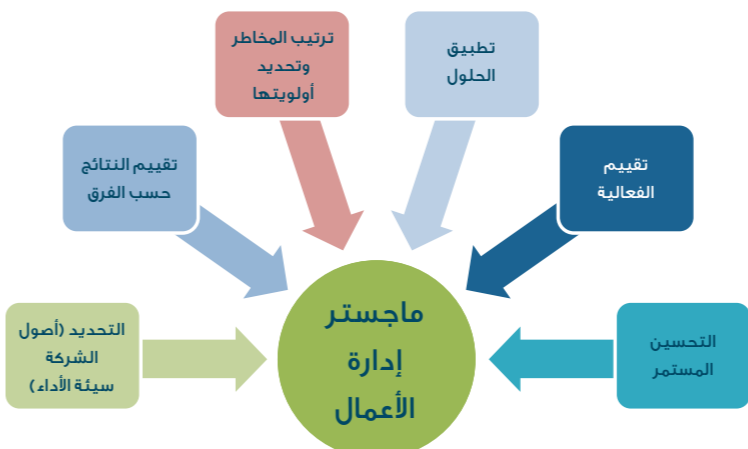 ترتيب المخاطر
وتحديد
أولويتها
تطبيق
الحلول
تقييم النتائج
حسب الفرق
تقييم
الفعالية
التحديد (أصول
الشركة
سيئة الأداء)
ماجستر
إدارة
الأعمال
التحسين
المستمر